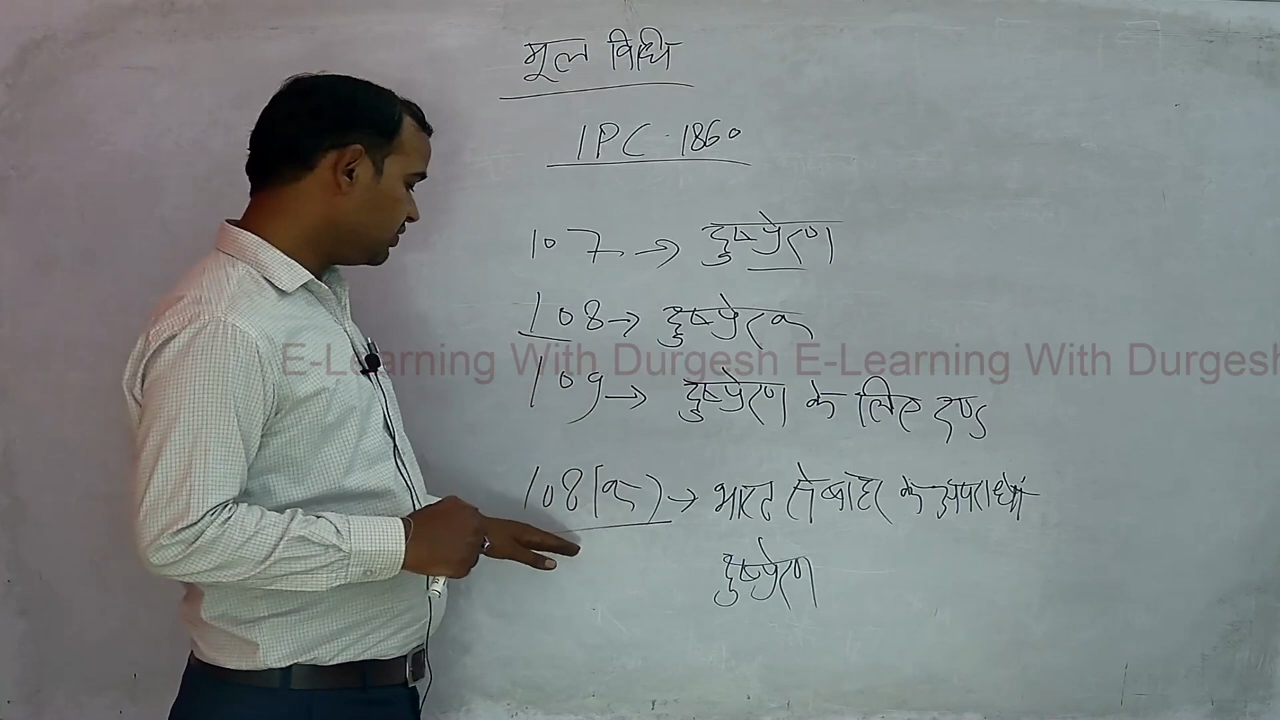 मूल विधि
IPC-1860
107 → दुष्प्रेरण
108 → दुष्प्रेरक
E-Learning With Durgesh E-Learning With Durgesh
109 → दुष्प्रेरण के लिए दण्ड
108(क) → भारत से बाहर के अपराधों
दुष्प्रेरण